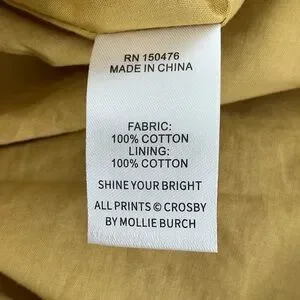 RN 150476
MADE IN CHINA
FABRIC:
100% COTTON
LINING:
100% COTTON
SHINE YOUR BRIGHT
ALL PRINTS © CROSBY
BY MOLLIE BURCH